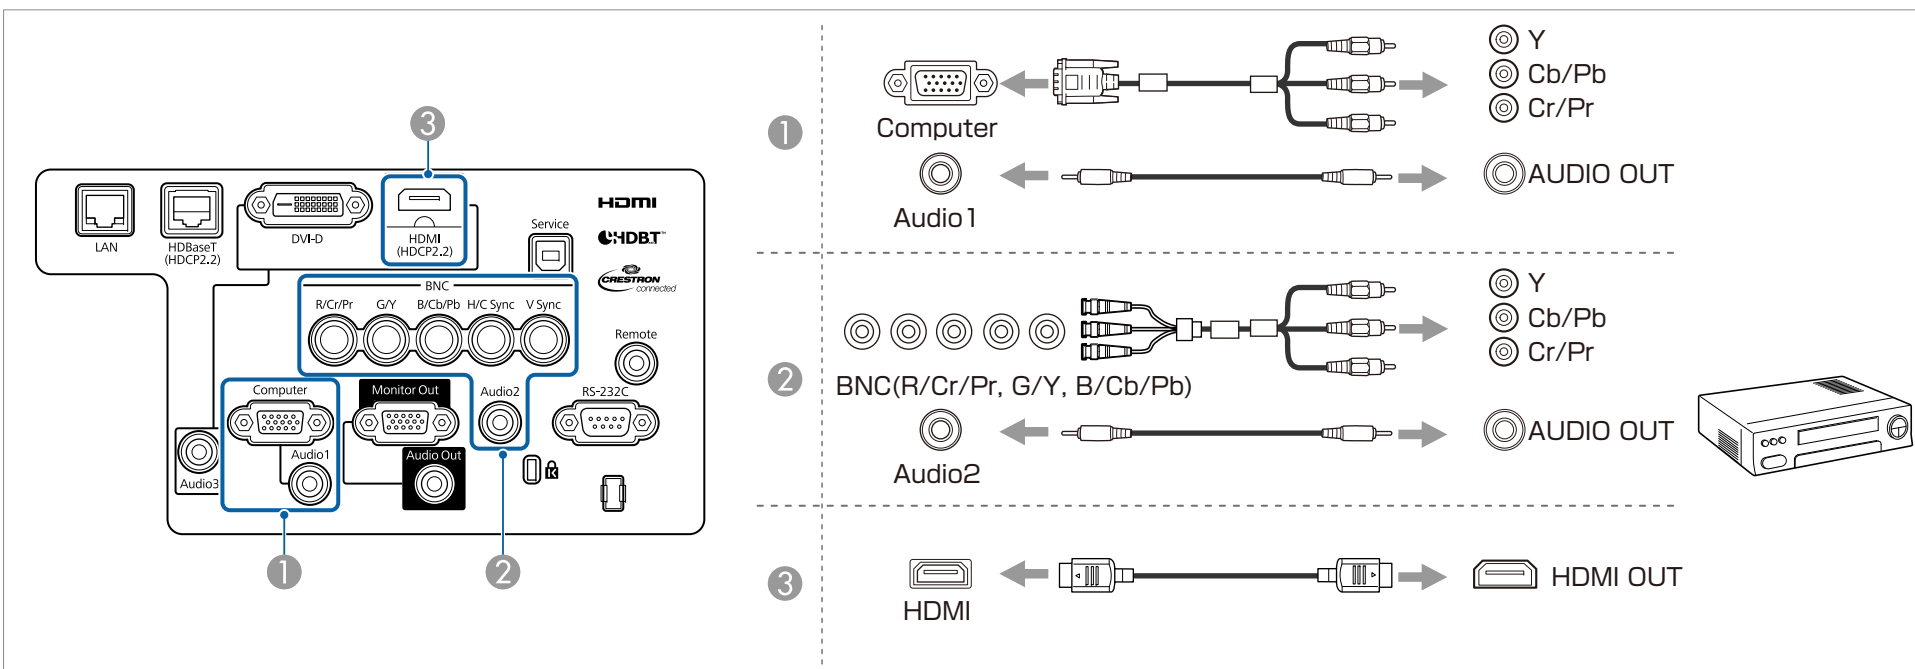 3
LAN
HDBaseT
(HDCP2.2)
DVI-D
HDMI
(HDCP2.2)
Service
HDMI
HDBT™
CRESTRON
connected
BNC
R/Cr/Pr G/Y B/Cb/Pb H/C Sync V Sync
Remote
Computer
Monitor Out
Audio2
RS-232C
Audio3
Audio1
Audio Out
K
1
2
1
Computer
Y
Cb/Pb
Cr/Pr
Audio1
AUDIO OUT
2
BNC(R/Cr/Pr, G/Y, B/Cb/Pb)
Y
Cb/Pb
Cr/Pr
Audio2
AUDIO OUT
3
HDMI
HDMI OUT